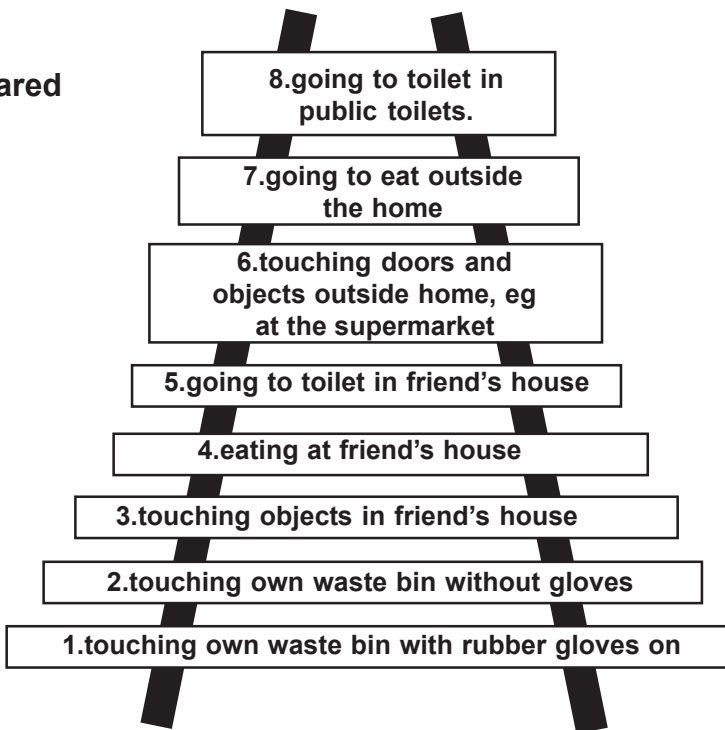 ared
8.going to toilet in
public toilets.
7.going to eat outside
the home
6.touching doors and
objects outside home, eg
at the supermarket
5.going to toilet in friend's house
4.eating at friend's house
3.touching objects in friend's house
2.touching own waste bin without gloves
1.touching own waste bin with rubber gloves on